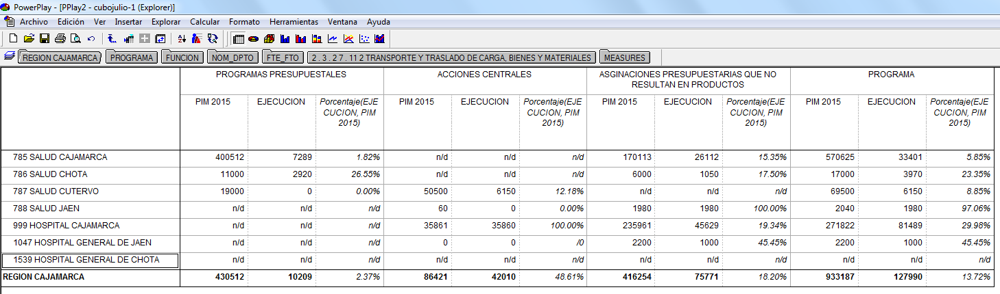 PowerPlay - [PPlay2 - cubojulio-1 (Explorer)]
Archivo Edición Ver Insertar Explorar Calcular Formato Herramientas Ventana Ayuda
REGION CAJAMARCA PROGRAMA FUNCION NOM_DPTO FTE_FTO 2 . 3 . 2 7 . 11 2 TRANSPORTE Y TRASLADO DE CARGA, BIENES Y MATERIALES MEASURES
PROGRAMAS PRESUPUESTALES ACCIONES CENTRALES ASGINACIONES PRESUPUESTARIAS QUE NO PROGRAMA
RESULTAN EN PRODUCTOS
PIM 2015 EJECUCION Porcentaje(EJE PIM 2015 EJECUCION Porcentaje(EJE PIM 2015 EJECUCION Porcentaje(EJE PIM 2015 EJECUCION Porcentaje(EJE
CUCION, PIM CUCION, PIM CUCION, PIM CUCION, PIM
2015) 2015) 2015) 2015)
785 SALUD CAJAMARCA 400512 7289 1.82% n/d n/d n/d 170113 26112 15.35% 570625 33401 5.85%
786 SALUD CHOTA 11000 2920 26.55% n/d n/d n/d 6000 1050 17.50% 17000 3970 23.35%
787 SALUD CUTERVO 19000 0 0.00% 50500 6150 12.18% n/d n/d n/d 69500 6150 8.85%
788 SALUD JAEN n/d n/d n/d 60 0 0.00% 1980 1980 100.00% 2040 1980 97.06%
999 HOSPITAL CAJAMARCA n/d n/d n/d 35861 35860 100.00% 235961 45629 19.34% 271822 81489 29.98%
1047 HOSPITAL GENERAL DE JAEN n/d n/d n/d 0 0 /0 2200 1000 45.45% 2200 1000 45.45%
1539 HOSPITAL GENERAL DE CHOTA n/d n/d n/d n/d n/d n/d n/d n/d n/d n/d n/d n/d
REGION CAJAMARCA 430512 10209 2.37% 86421 42010 48.61% 416254 75771 18.20% 933187 127990 13.72%